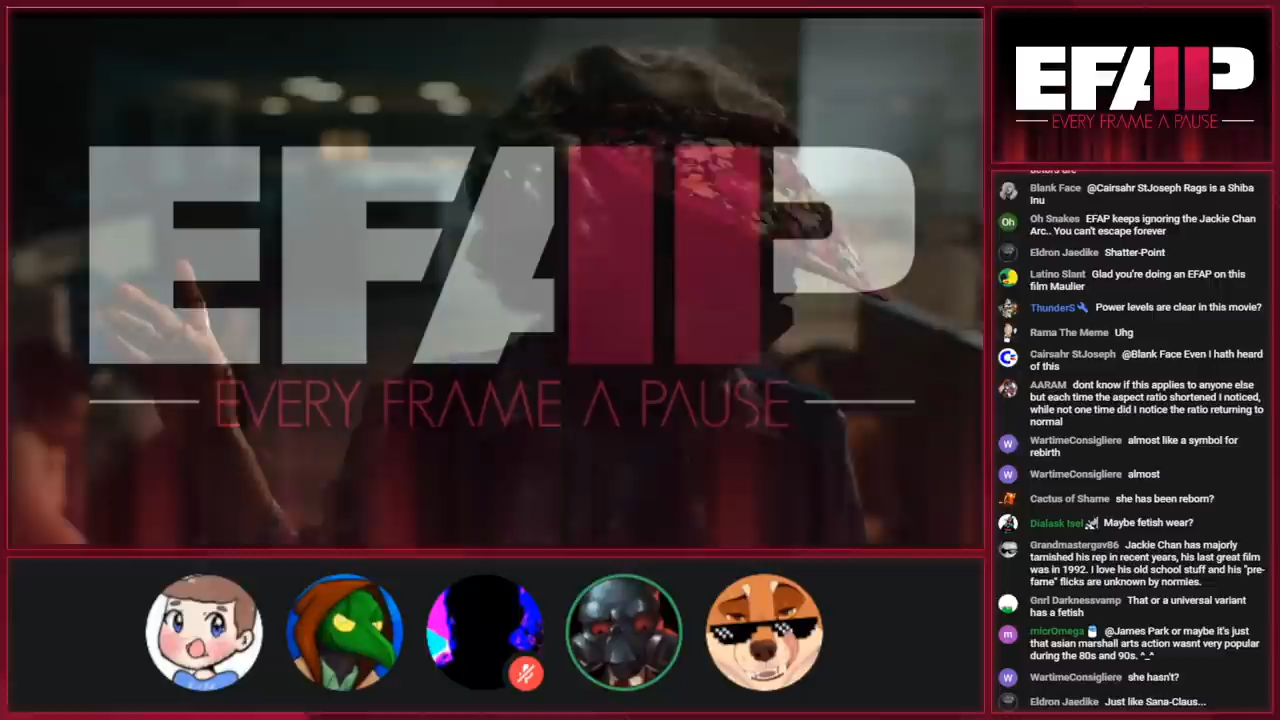 EFAP
EVERY FRAME A PAUSE
EFAP
EVERY FRAME A PAUSE
Blank Face @Cairsahr StJoseph Rags is a Shiba
Inu
Oh
Oh Snakes EFAP keeps ignoring the Jackie Chan
Arc.. You can't escape forever
Eldron Jaedike Shatter-Point
Latino Slant Glad you're doing an EFAP on this
film Maulier
ThunderS Power levels are clear in this movie?
Rama The Meme Uhg
Cairsahr StJoseph @Blank Face Even I hath heard
of this
AARAM dont know if this applies to anyone else
but each time the aspect ratio shortened I noticed,
while not one time did I notice the ratio returning to
normal
W
WartimeConsigliere almost like a symbol for
rebirth
W
WartimeConsigliere almost
Cactus of Shame she has been reborn?
Dialask Isei Maybe fetish wear?
Grandmastergav86 Jackie Chan has majorly
tarnished his rep in recent years, his last great film
was in 1992. I love his old school stuff and his "pre-
fame" flicks are unknown by normies.
Gnrl Darknessvamp That or a universal variant
has a fetish
m
micrOmega @James Park or maybe it's just
that asian marshall arts action wasnt very popular
during the 80s and 90s. ^_^
W
WartimeConsigliere she hasn't?
Eldron Jaedike Just like Sana-Claus...